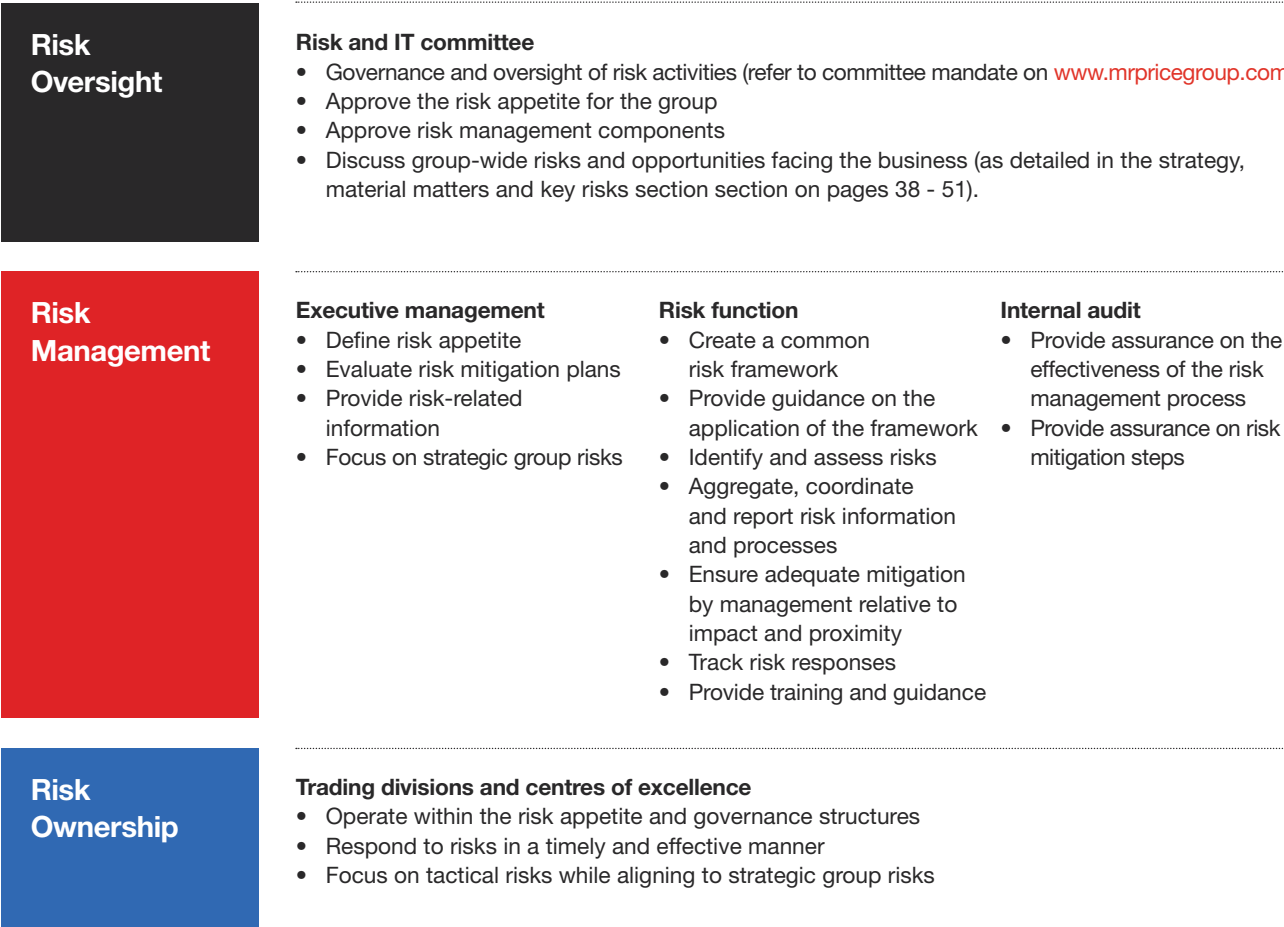 Risk
Oversight
Risk and IT committee
• Governance and oversight of risk activities (refer to committee mandate on www.mrpricegroup.com
• Approve the risk appetite for the group
• Approve risk management components
• Discuss group-wide risks and opportunities facing the business (as detailed in the strategy,
material matters and key risks section section on pages 38 - 51).
Risk
Management
Executive management
• Define risk appetite
• Evaluate risk mitigation plans
• Provide risk-related
information
• Focus on strategic group risks
Risk function
• Create a common
risk framework
• Provide guidance on the
application of the framework
• Identify and assess risks
• Aggregate, coordinate
and report risk information
and processes
• Ensure adequate mitigation
by management relative to
impact and proximity
• Track risk responses
• Provide training and guidance
Internal audit
• Provide assurance on the
effectiveness of the risk
management process
• Provide assurance on risk
mitigation steps
Risk
Ownership
Trading divisions and centres of excellence
• Operate within the risk appetite and governance structures
• Respond to risks in a timely and effective manner
• Focus on tactical risks while aligning to strategic group risks